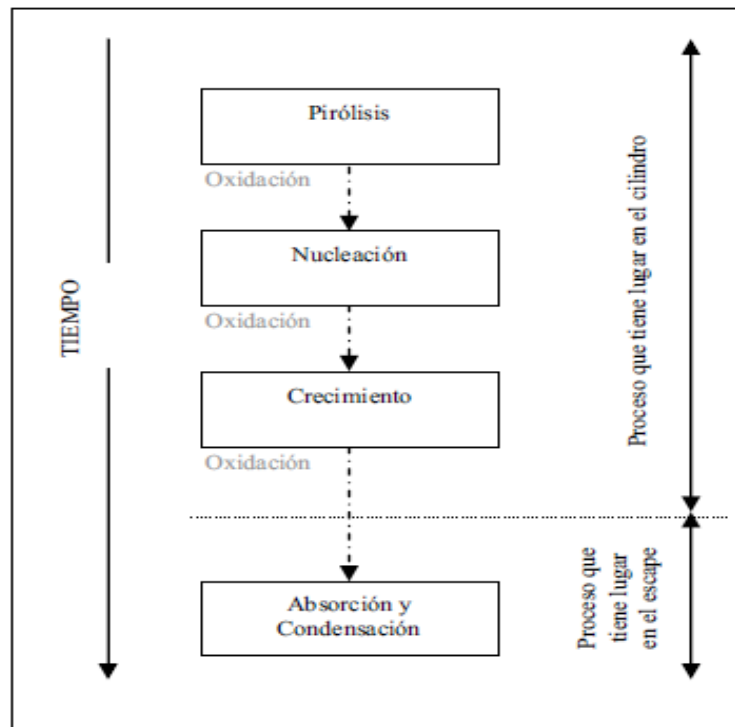 Pirólisis
Oxidación
Nucleación
Oxidación
Crecimiento
Oxidación
Absorción y
Condensación
TIEMPO
Proceso que tiene lugar en el cilindro
Proceso que
tiene lugar
en el escape